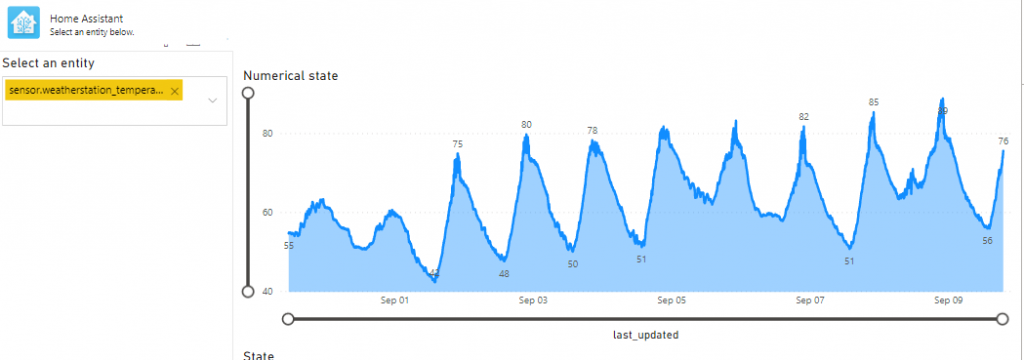 Home Assistant
Select an entity below.
Select an entity
sensor.weatherstation_tempera...
Numerical state
80
60
40
55
42
75
48
80
50
78
51
82
51
85
89
56
76
Sep 01
Sep 03
Sep 05
Sep 07
Sep 09
last_updated
State